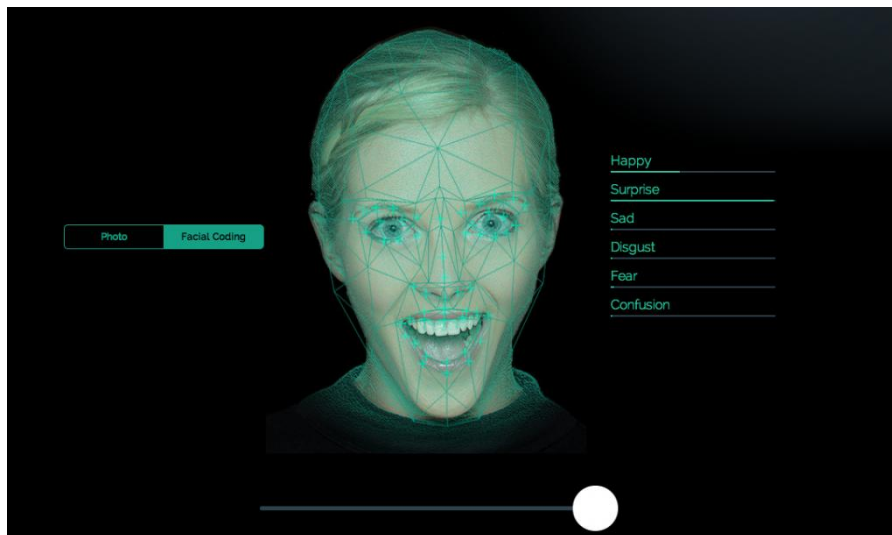 Photo
Facial Coding
Happy
Surprise
Sad
Disgust
Fear
Confusion